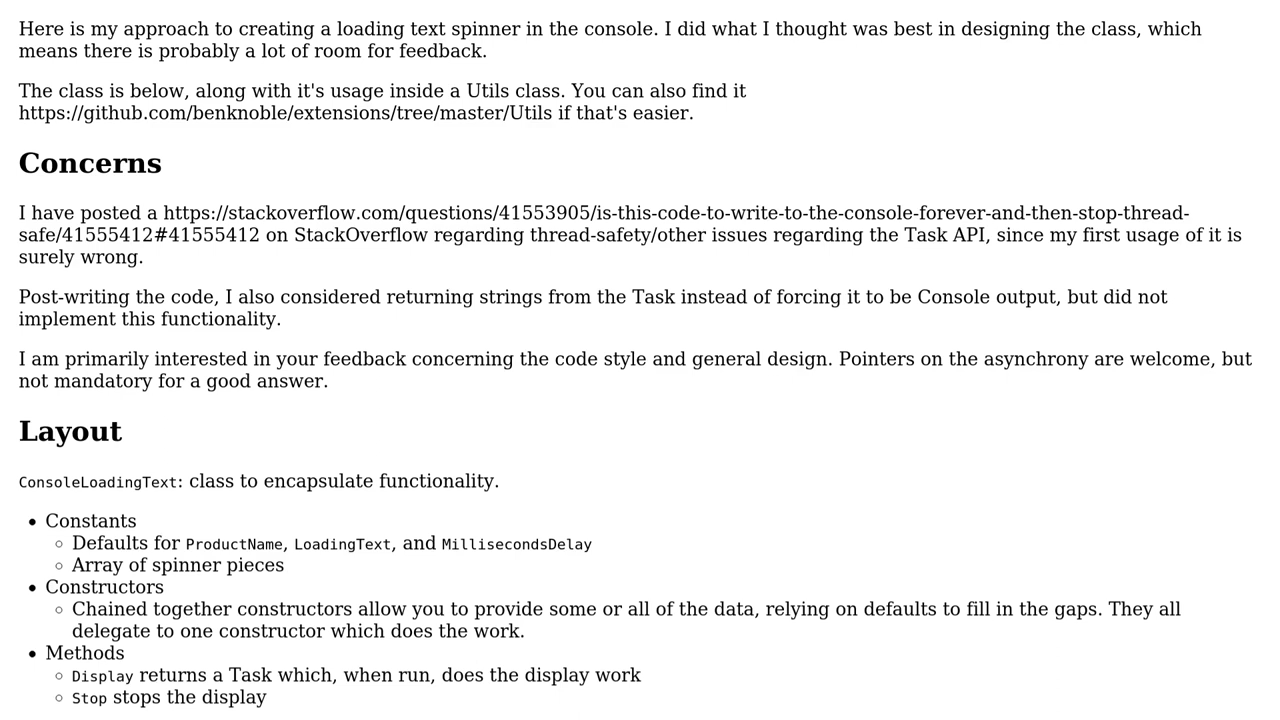 Here is my approach to creating a loading text spinner in the console. I did what I thought was best in designing the class, which
means there is probably a lot of room for feedback.
The class is below, along with it's usage inside a Utils class. You can also find it
https://github.com/benknoble/extensions/tree/master/Utils if that's easier.
Concerns
I have posted a https://stackoverflow.com/questions/41553905/is-this-code-to-write-to-the-console-forever-and-then-stop-thread-
safe/41555412#41555412 on StackOverflow regarding thread-safety/other issues regarding the Task API, since my first usage of it is
surely wrong.
Post-writing the code, I also considered returning strings from the Task instead of forcing it to be Console output, but did not
implement this functionality.
I am primarily interested in your feedback concerning the code style and general design. Pointers on the asynchrony are welcome, but
not mandatory for a good answer.
Layout
ConsoleLoadingText: class to encapsulate functionality.
• Constants
◦ Defaults for ProductName, LoadingText, and MillisecondsDelay
◦ Array of spinner pieces
• Constructors
◦ Chained together constructors allow you to provide some or all of the data, relying on defaults to fill in the gaps. They all
delegate to one constructor which does the work.
• Methods
◦ Display returns a Task which, when run, does the display work
◦ Stop stops the display